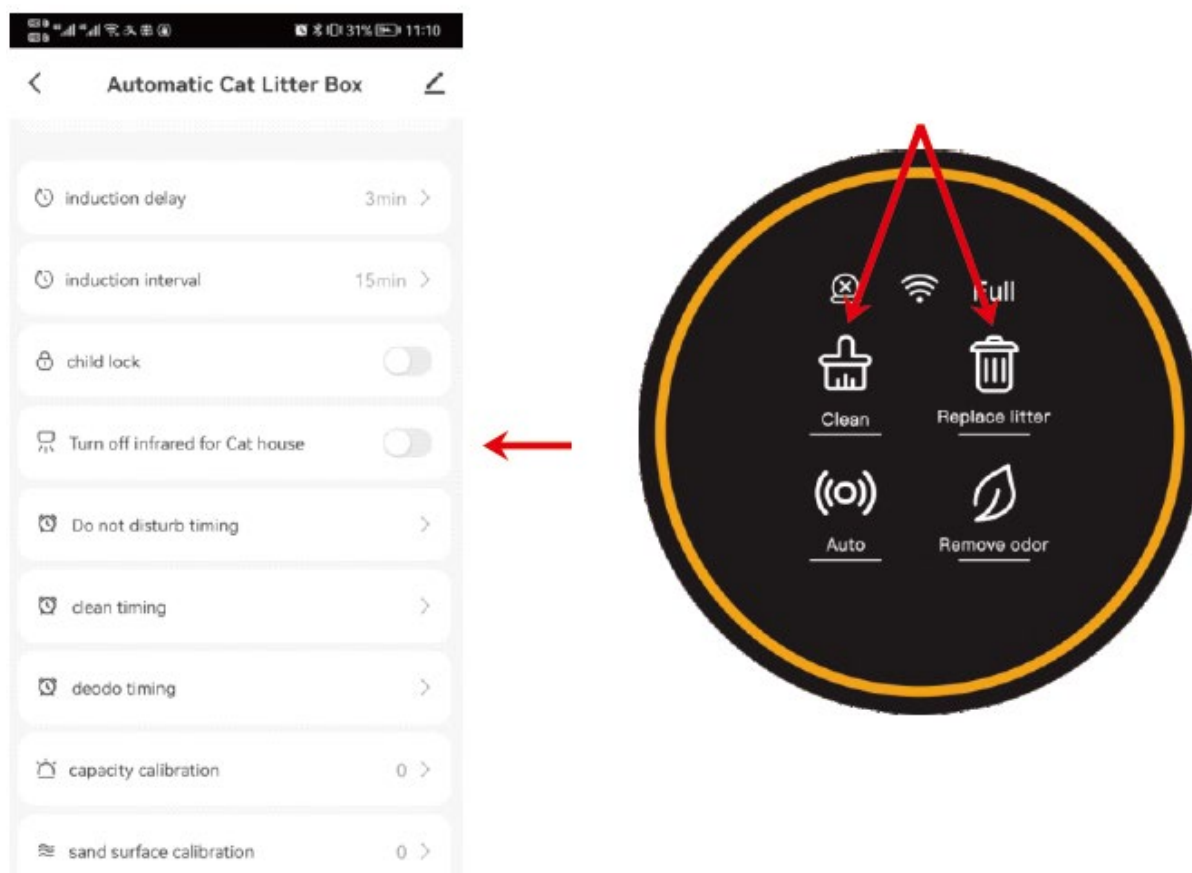 31% 11:10
Automatic Cat Litter Box
induction delay 3min
induction interval 15min
child lock
Turn off infrared for Cat house
Do not disturb timing
clean timing
deodo timing
capacity calibration 0
sand surface calibration 0
Full
Clean Replace litter
Auto Remove odor